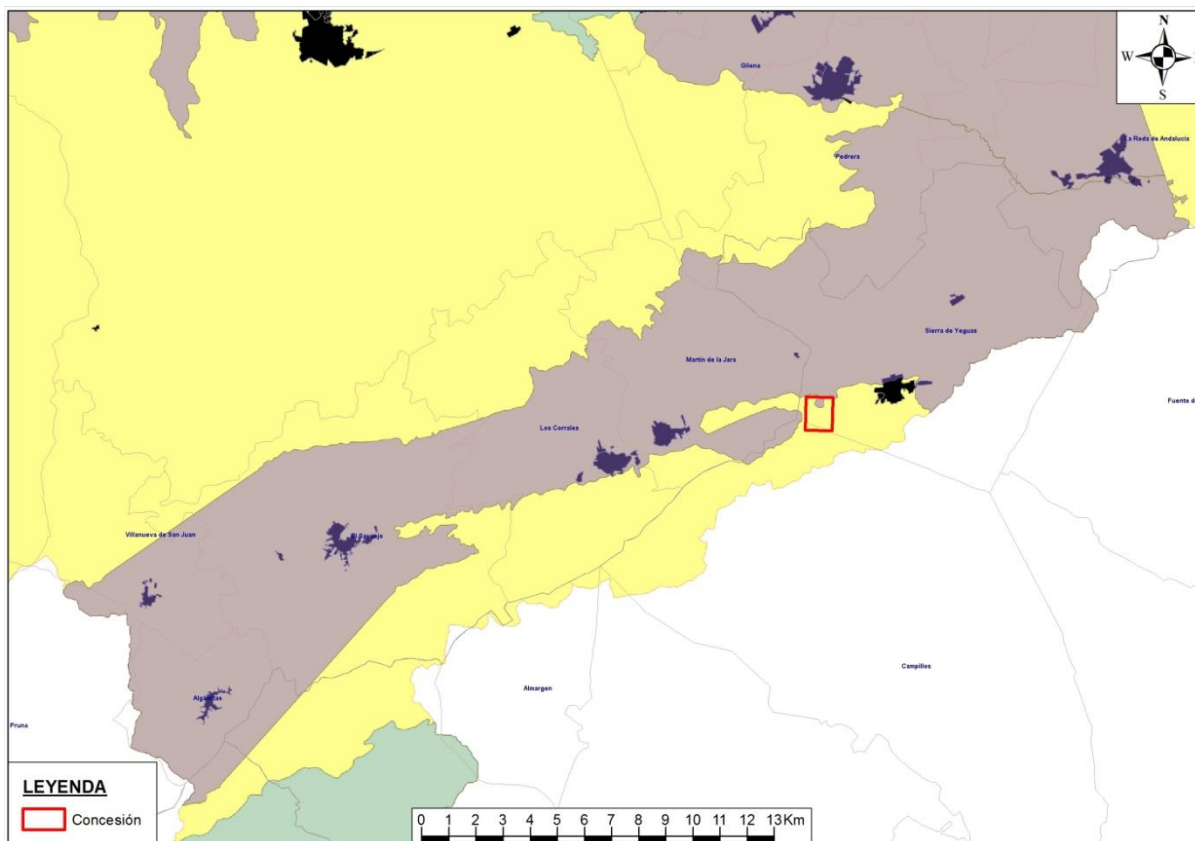 N
W
S
Gilena
La Roda de Andalucía
Pedrera
Sierra de Yeguas
Martín de la Jara
Fuente d
Los Corrales
Villanueva de San Juan
El Saucejo
Campillos
Almargen
Algámitas
Pruna
LEYENDA
Concesión
0 1 2 3 4 5 6 7 8 9 10 11 12 13Km